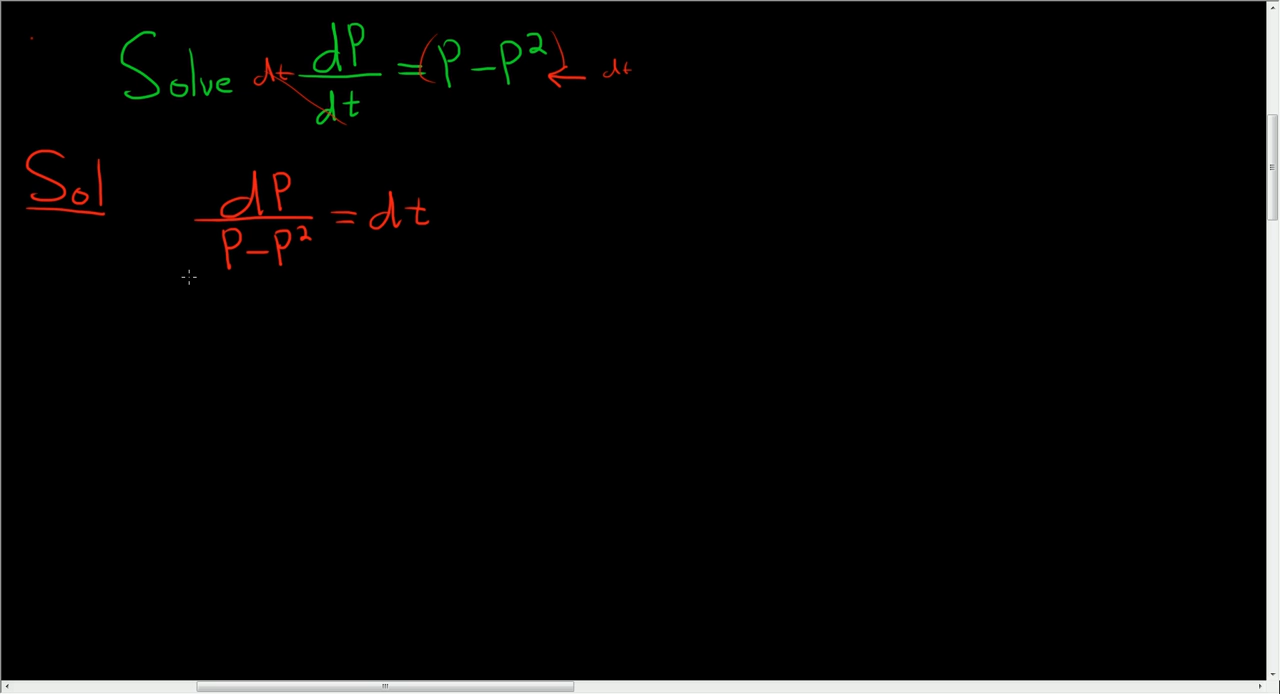 Solve dt dP/dt = (P - P²) dt
Sol dP/(P - P²) = dt